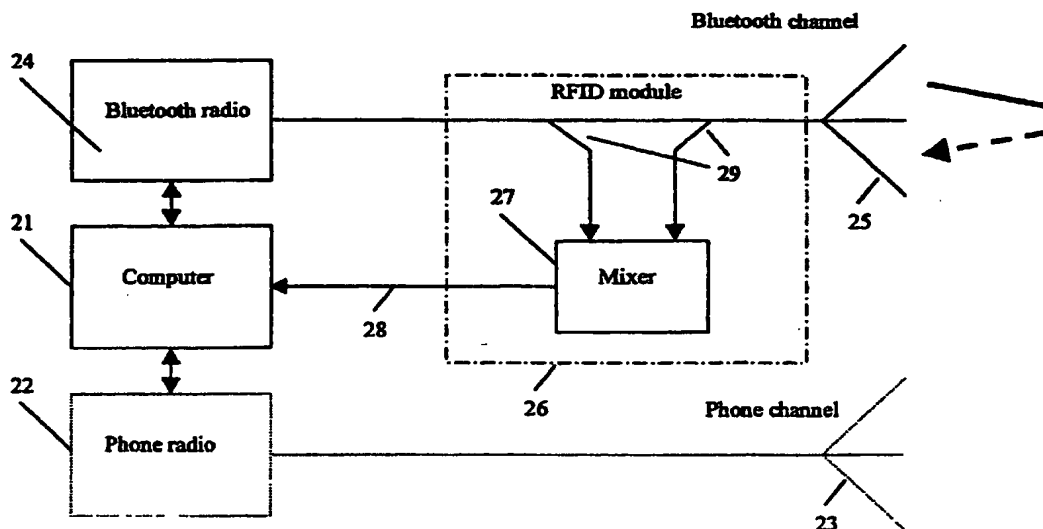 Bluetooth channel
24
Bluetooth radio
RFID module
29
25
21
27
Computer
Mixer
28
22
26
Phone channel
Phone radio
23